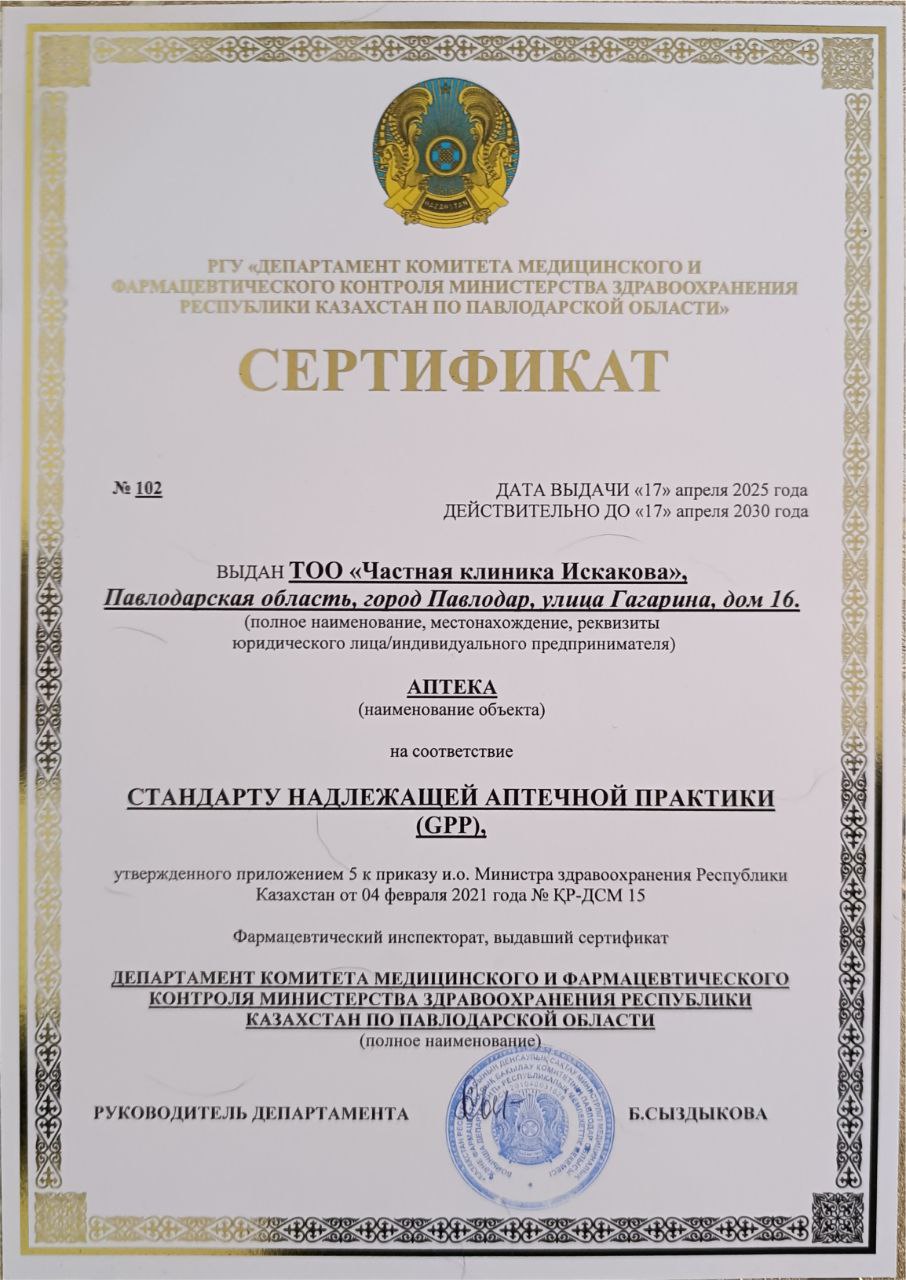 ҚАЗАҚСТАН
РГУ «ДЕПАРТАМЕНТ КОМИТЕТА МЕДИЦИНСКОГО И
ФАРМАЦЕВТИЧЕСКОГО КОНТРОЛЯ МИНИСТЕРСТВА ЗДРАВООХРАНЕНИЯ
РЕСПУБЛИКИ КАЗАХСТАН ПО ПАВЛОДАРСКОЙ ОБЛАСТИ»
СЕРТИФИКАТ
№ 102
ДАТА ВЫДАЧИ «17» апреля 2025 года
ДЕЙСТВИТЕЛЬНО ДО «17» апреля 2030 года
ВЫДАН ТОО «Частная клиника Искакова»,
Павлодарская область, город Павлодар, улица Гагарина, дом 16.
(полное наименование, местонахождение, реквизиты
юридического лица/индивидуального предпринимателя)
АПТЕКА
(наименование объекта)
на соответствие
СТАНДАРТУ НАДЛЕЖАЩЕЙ АПТЕЧНОЙ ПРАКТИКИ
(GPP),
утвержденного приложением 5 к приказу и.о. Министра здравоохранения Республики
Казахстан от 04 февраля 2021 года № ҚР-ДСМ 15
Фармацевтический инспекторат, выдавший сертификат
ДЕПАРТАМЕНТ КОМИТЕТА МЕДИЦИНСКОГО И ФАРМАЦЕВТИЧЕСКОГО
КОНТРОЛЯ МИНИСТЕРСТВА ЗДРАВООХРАНЕНИЯ РЕСПУБЛИКИ
КАЗАХСТАН ПО ПАВЛОДАРСКОЙ ОБЛАСТИ
(полное наименование)
РУКОВОДИТЕЛЬ ДЕПАРТАМЕНТА
Б.СЫЗДЫКОВА